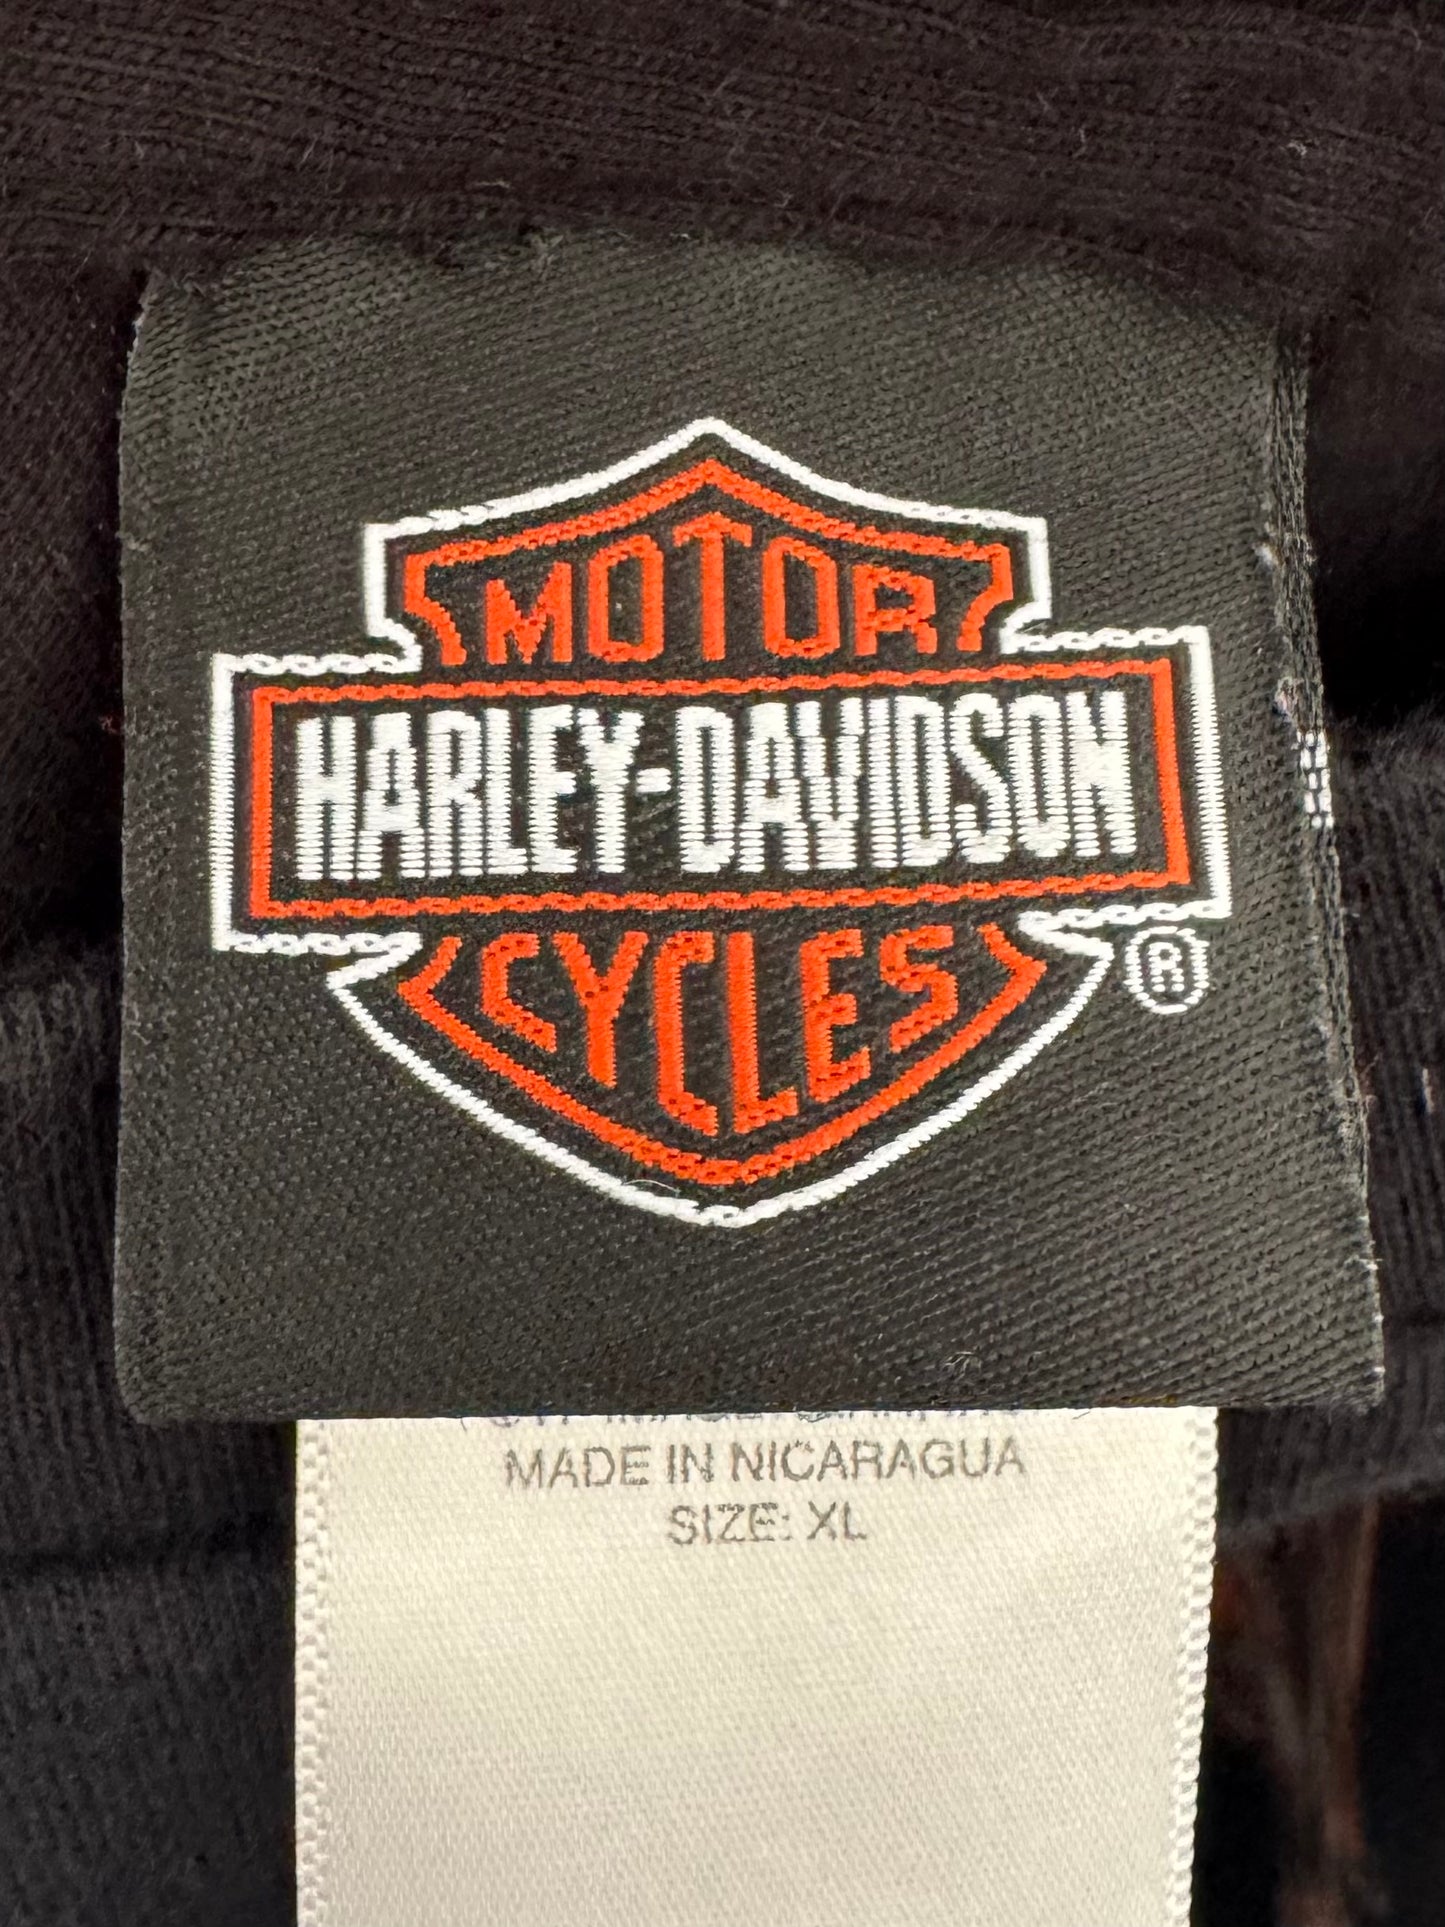 MOTOR
HARLEY-DAVIDSON
CYCLES
®
MADE IN NICARAGUA
SIZE: XL